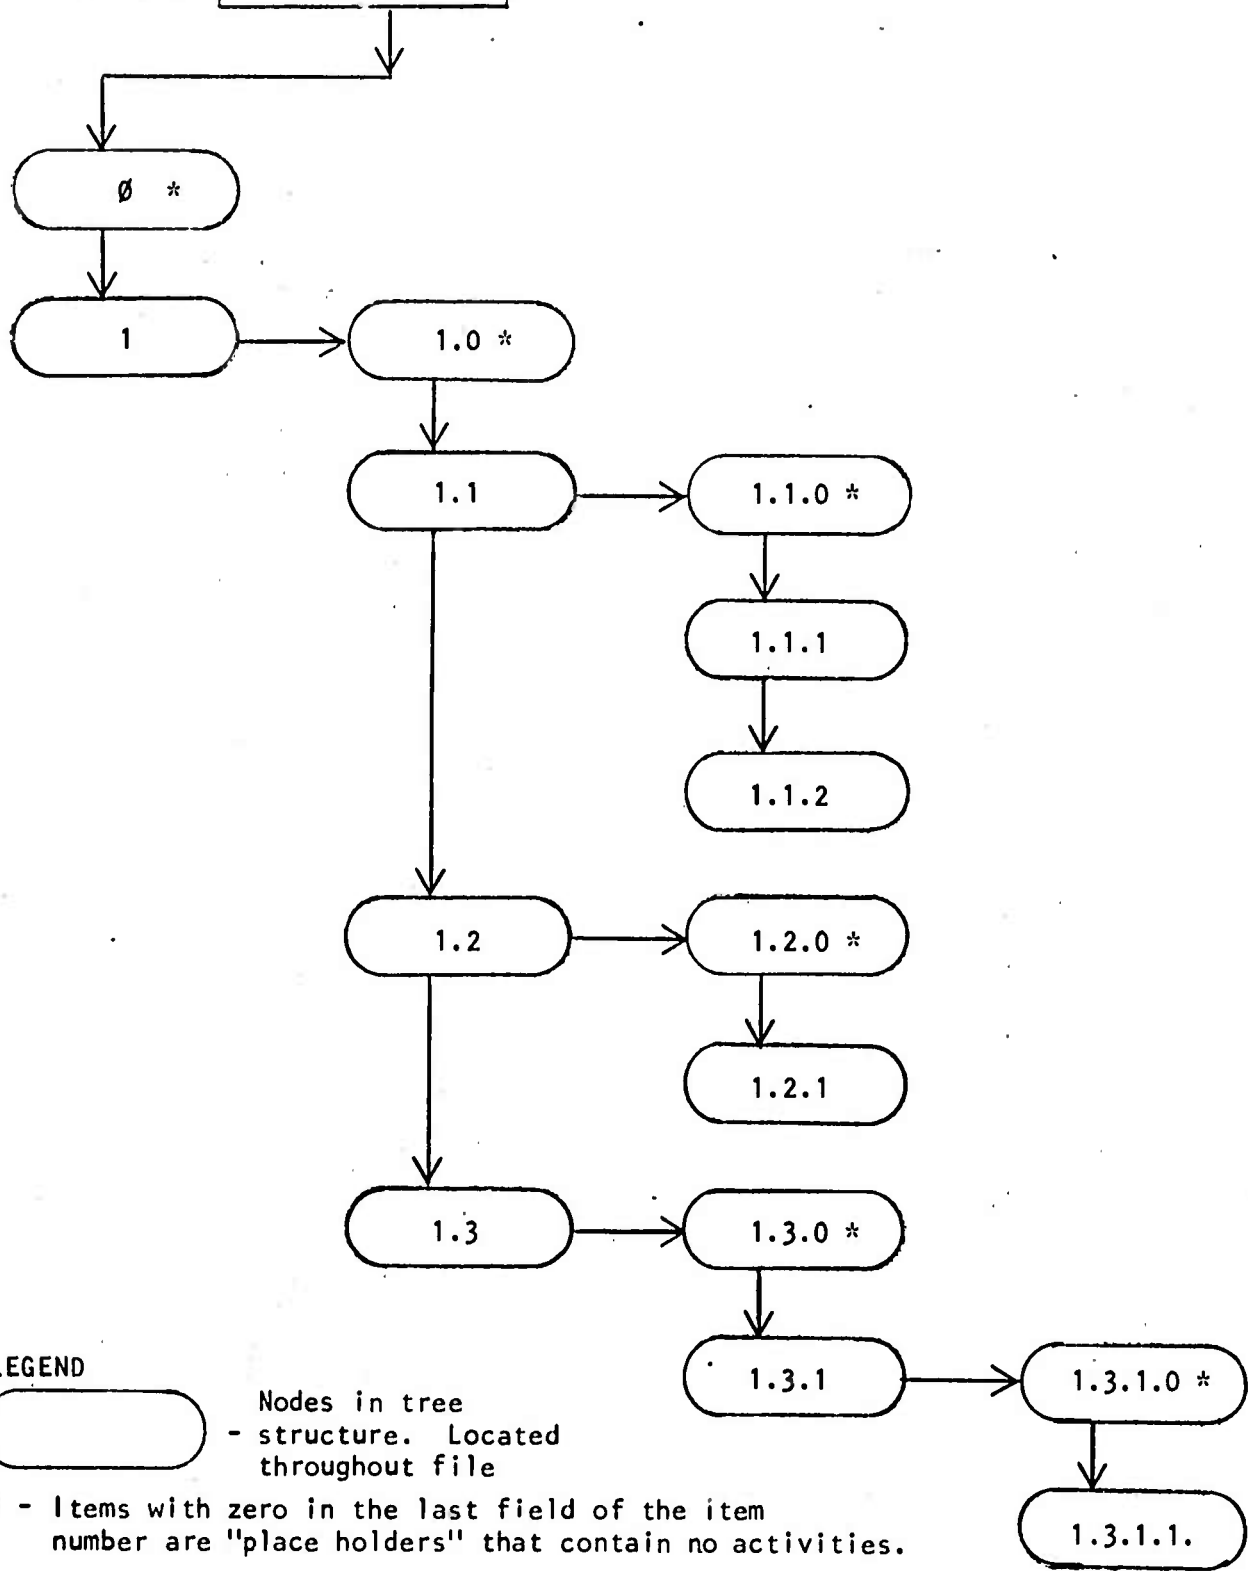 Ø *
1
1.0 *
1.1
1.1.0 *
1.1.1
1.1.2
1.2
1.2.0 *
1.2.1
1.3
1.3.0 *
1.3.1
1.3.1.0 *
1.3.1.1.
LEGEND
Nodes in tree
- structure. Located
throughout file
- Items with zero in the last field of the item
number are "place holders" that contain no activities.